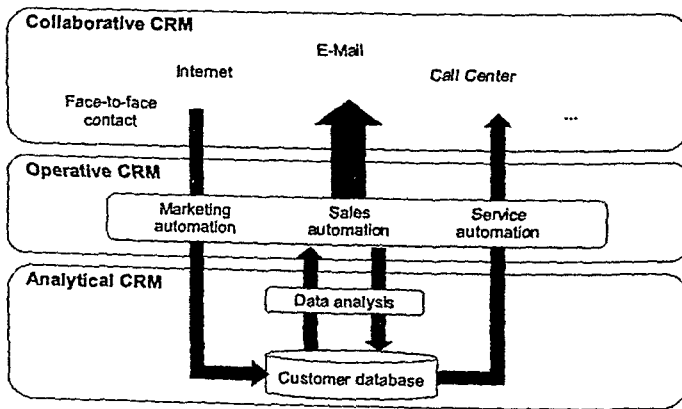 Collaborative CRM
E-Mail
Internet
Call Center
Face-to-face
contact
...
Operative CRM
Marketing
automation
Sales
automation
Service
automation
Analytical CRM
Data analysis
Customer database